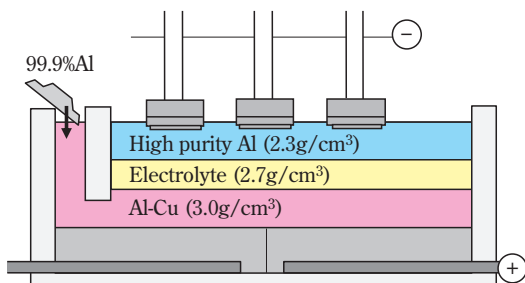 −
99.9%Al
High purity Al (2.3g/cm³)
Electrolyte (2.7g/cm³)
Al-Cu (3.0g/cm³)
+